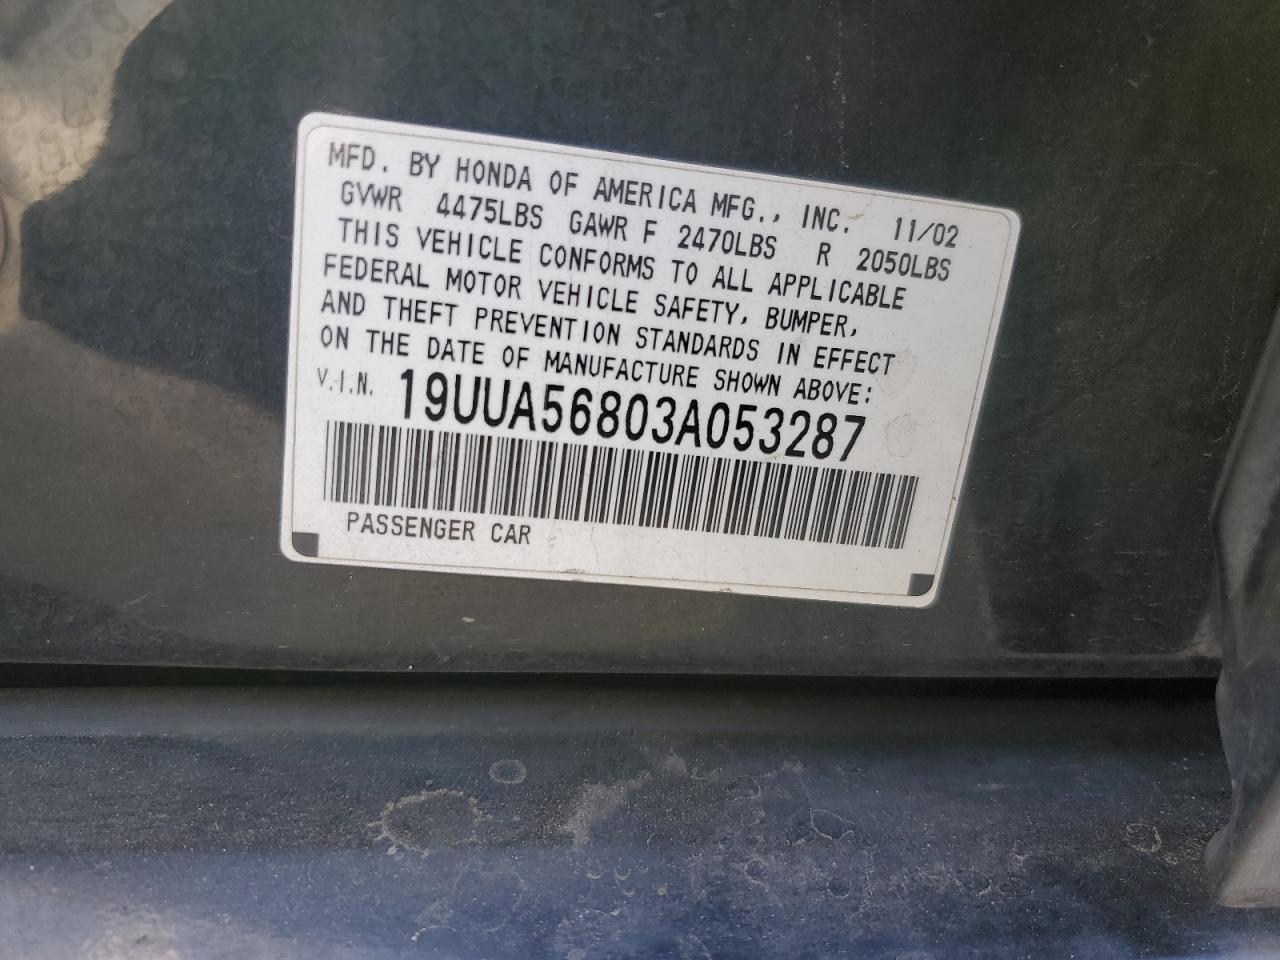 MFD. BY HONDA OF AMERICA MFG., INC. 11/02
GVWR 4475LBS GAWR F 2470LBS R 2050LBS
THIS VEHICLE CONFORMS TO ALL APPLICABLE
FEDERAL MOTOR VEHICLE SAFETY, BUMPER,
AND THEFT PREVENTION STANDARDS IN EFFECT
ON THE DATE OF MANUFACTURE SHOWN ABOVE:
V.I.N. 19UUA56803A053287
PASSENGER CAR